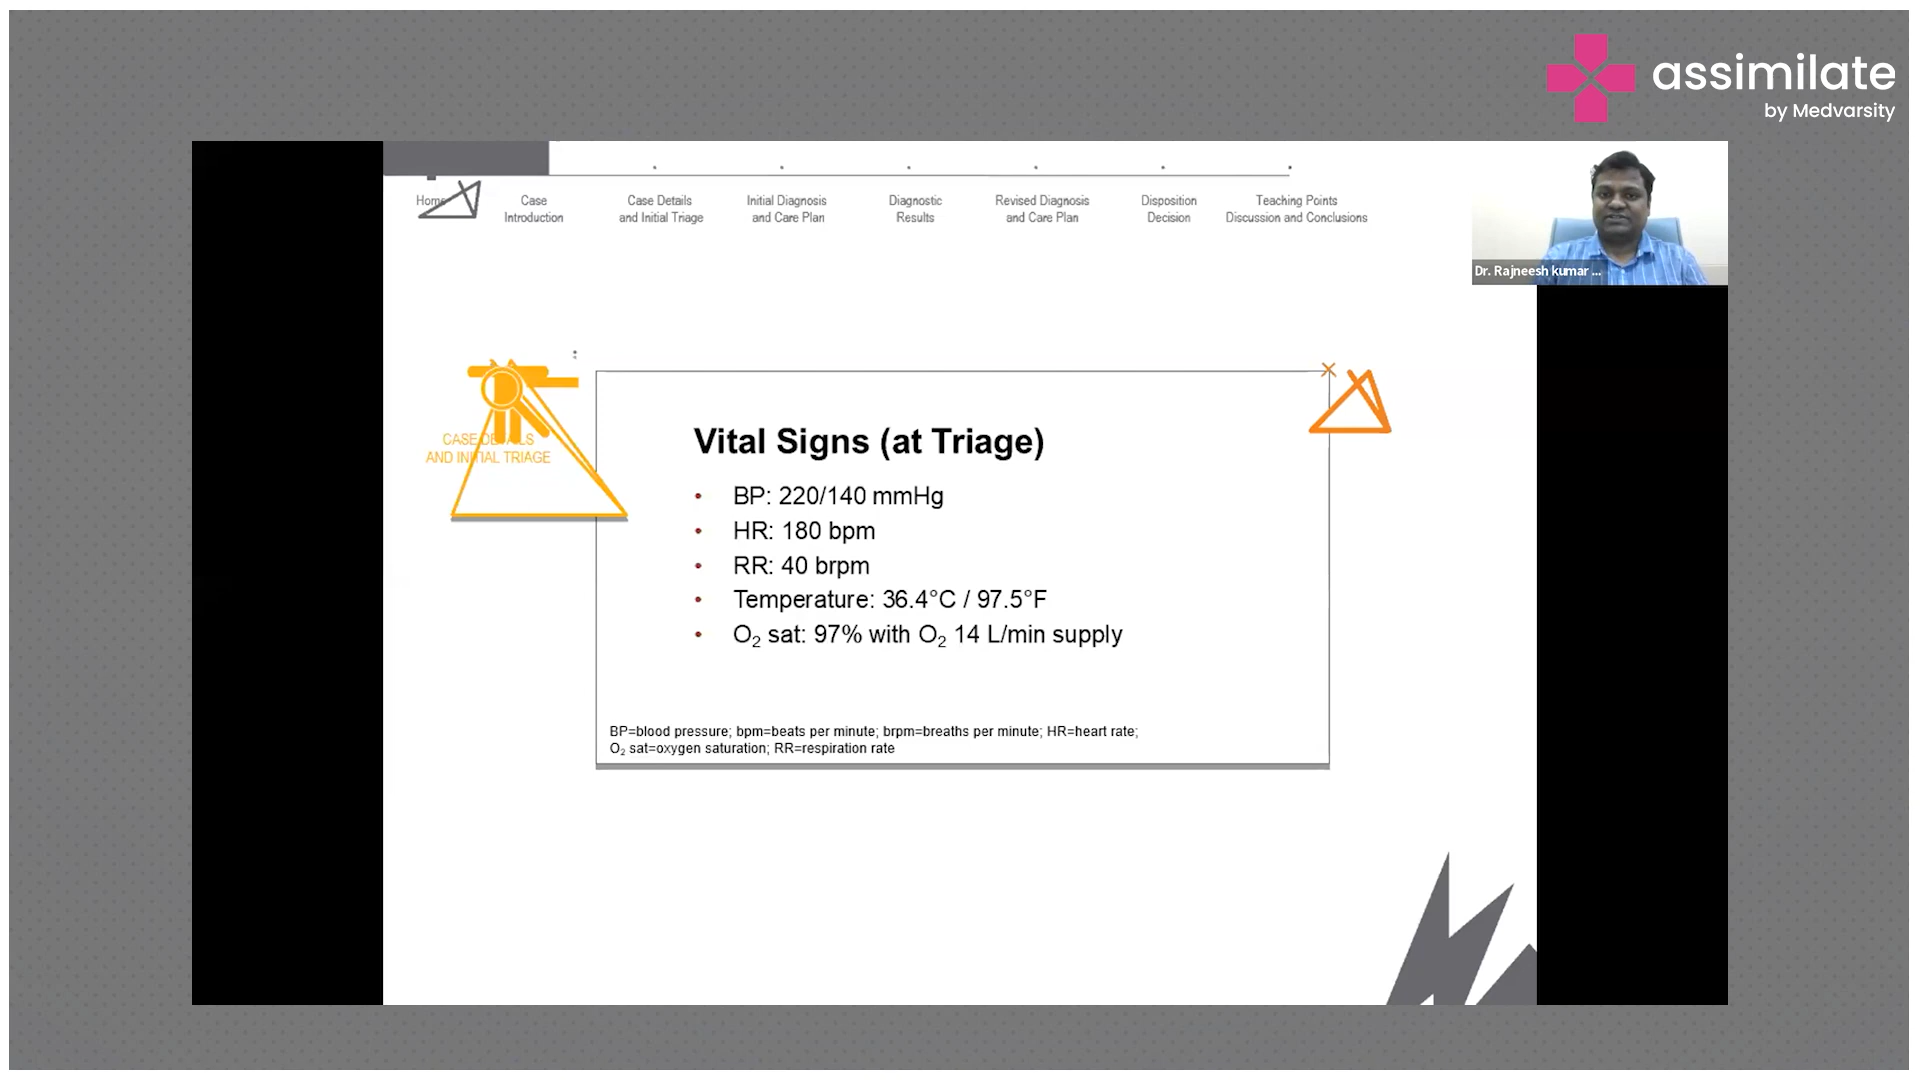 assimilate
by Medvarsity
Home
Case
Introduction
Case Details
and Initial Triage
Initial Diagnosis
and Care Plan
Diagnostic
Results
Revised Diagnosis
and Care Plan
Disposition
Decision
Teaching Points
Discussion and Conclusions
Dr. Rajneesh kumar ...
CASE DETAILS
AND INITIAL TRIAGE
Vital Signs (at Triage)
• BP: 220/140 mmHg
• HR: 180 bpm
• RR: 40 brpm
• Temperature: 36.4°C / 97.5°F
• O₂ sat: 97% with O₂ 14 L/min supply
BP=blood pressure; bpm=beats per minute; brpm=breaths per minute; HR=heart rate;
O₂ sat=oxygen saturation; RR=respiration rate